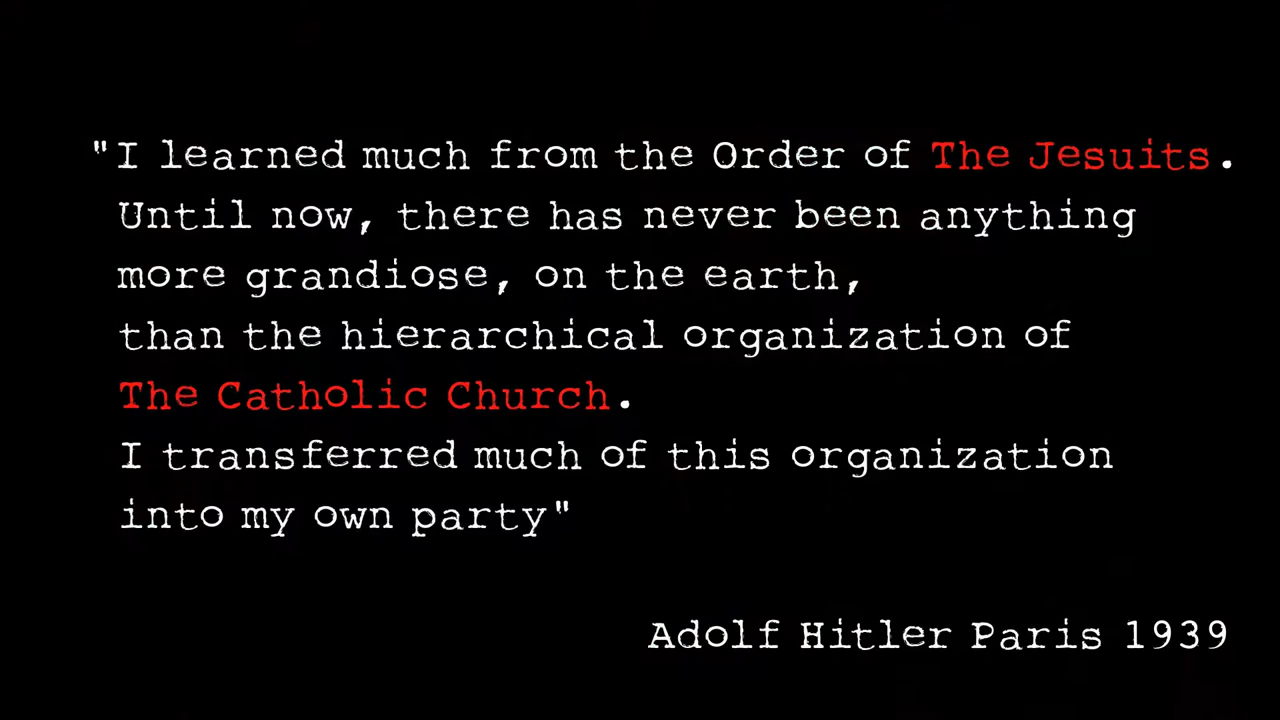 "I learned much from the Order of The Jesuits.
Until now, there has never been anything
more grandiose, on the earth,
than the hierarchical organization of
The Catholic Church.
I transferred much of this organization
into my own party"
Adolf Hitler Paris 1939